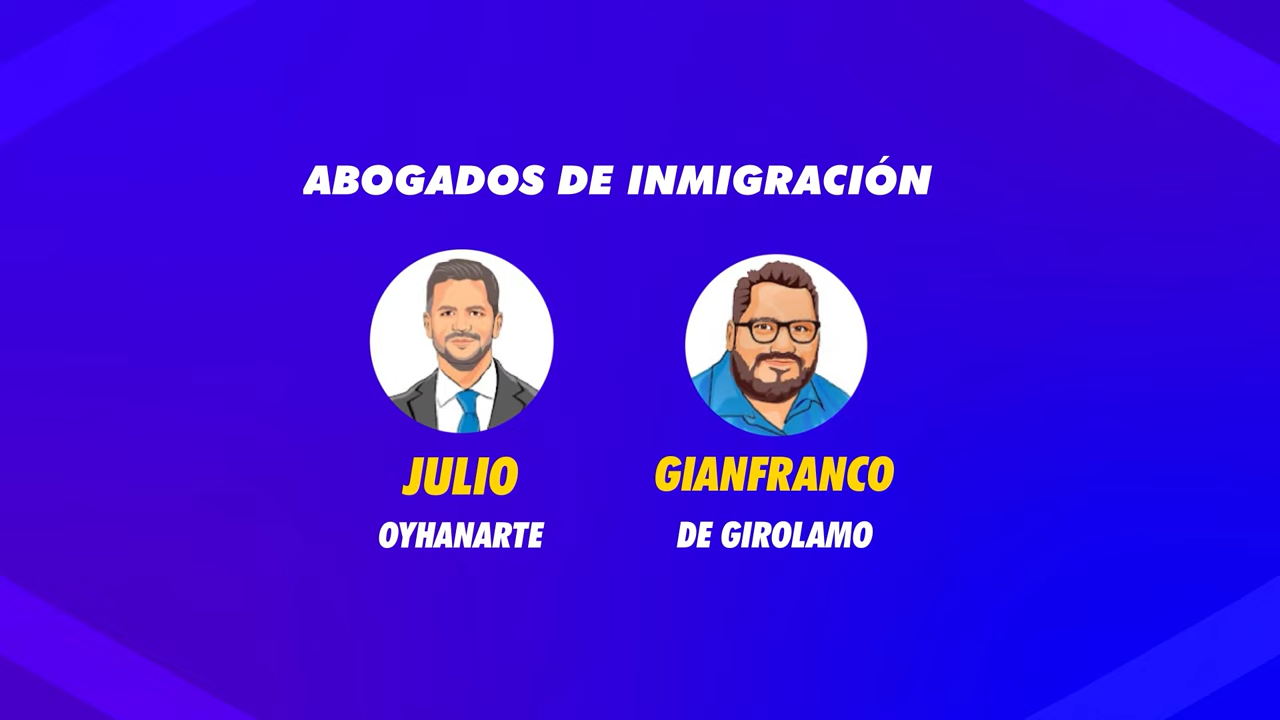 ABOGADOS DE INMIGRACIÓN
JULIO
OYHANARTE
GIANFRANCO
DE GIROLAMO